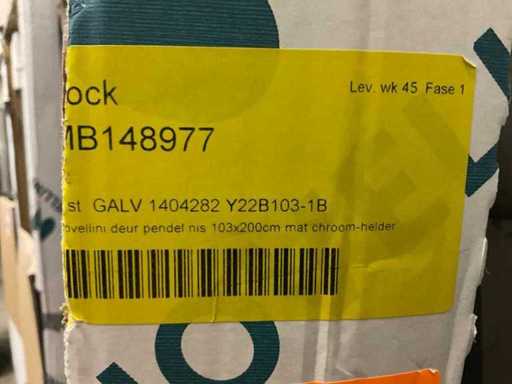 ock
Lev. wk 45 Fase 1
MB148977
st GALV 1404282 Y22B103-1B
ovellini deur pendel nis 103x200cm mat chroom-helder